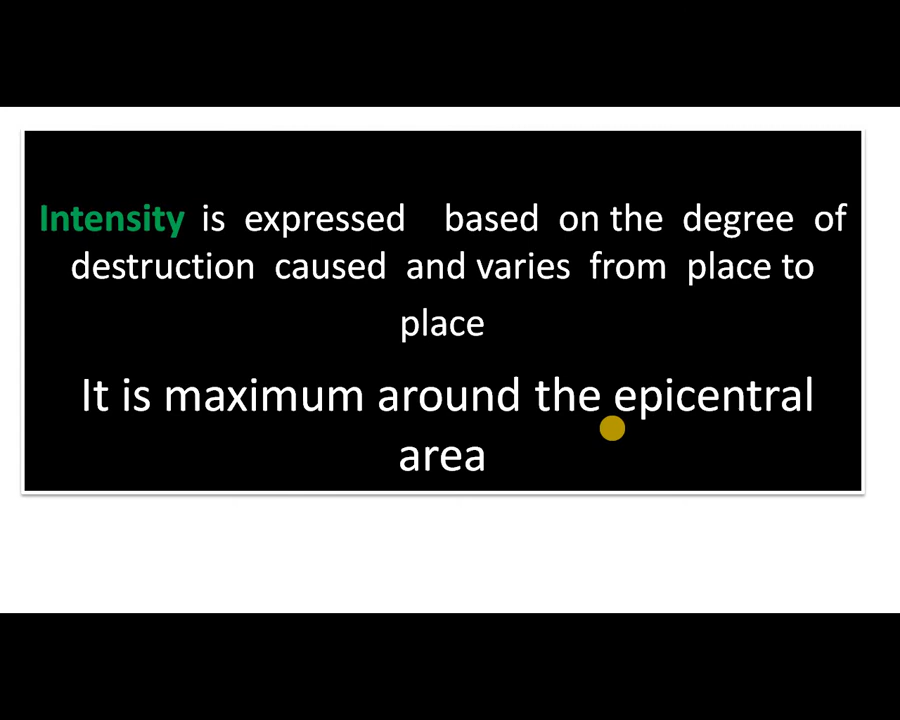 Intensity is expressed based on the degree of
destruction caused and varies from place to
place
It is maximum around the epicentral
area